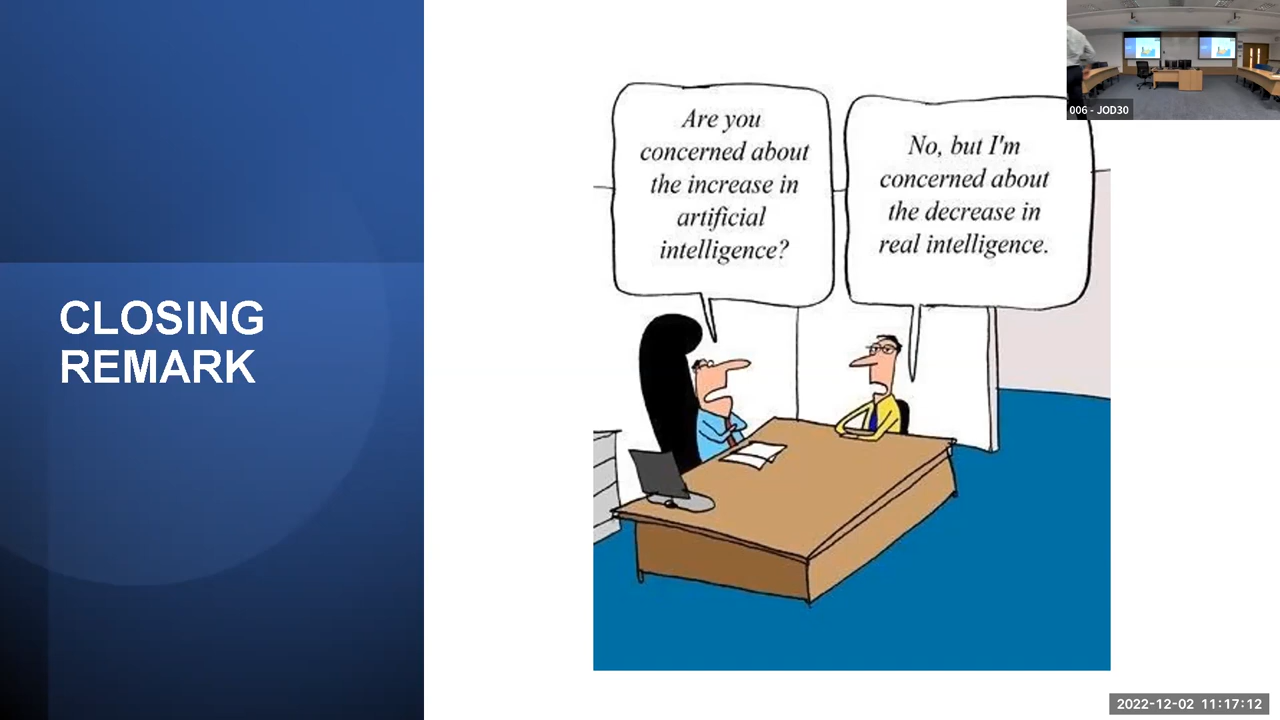 CLOSING
REMARK
Are you
concerned about
the increase in
artificial
intelligence?
No, but I'm
concerned about
the decrease in
real intelligence.
006 - JOD30
2022-12-02 11:17:12